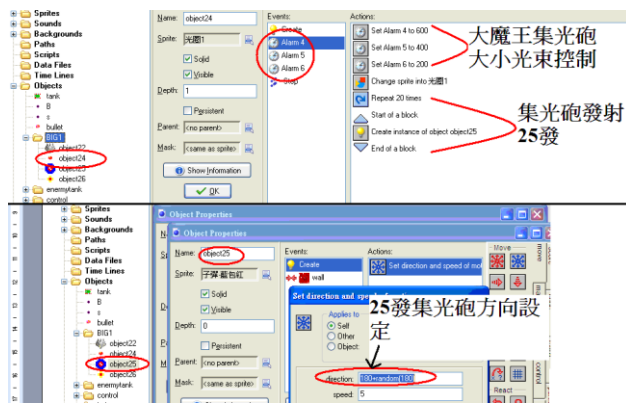 Sprites
Sounds
Backgrounds
Paths
Scripts
Data Files
Time Lines
Objects
tank
B
s
bullet
BIG1
object22
object24
object25
object26
enemytank
control
Name: object24
Sprite: 光圈1
Solid
Visible
Depth: 1
Persistent
Parent: <no parent>
Mask: <same as sprite>
Show Information
OK
Events:
Create
Alarm 4
Alarm 5
Alarm 6
Step
Actions:
Set Alarm 4 to 600
Set Alarm 5 to 400
Set Alarm 6 to 200
Change sprite into 光圈1
Repeat 20 times
Start of a block
Create instance of object object25
End of a block
大魔王集光砲
大小光束控制
集光砲發射
25發
Sprites
Sounds
Backgrounds
Paths
Scripts
Data Files
Time Lines
Objects
tank
B
s
bullet
BIG1
object22
object24
object25
object26
enemytank
control
Object Properties
Object Properties
Name: object25
Sprite: 子彈藍包紅
Solid
Visible
Depth: 0
Persistent
Parent: <no parent>
Mask: <same as sprite>
Events:
Create
wall
Actions:
Set direction and speed of mot
Move
move
control
React
Set direction and sp
Applies to
Self
Other
Object:
25發集光砲方向設
定
direction: 180+random(180)
speed: 5